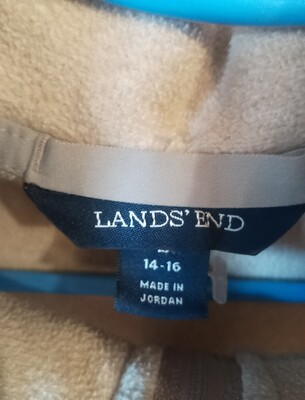 LANDS' END
14-16
MADE IN
JORDAN